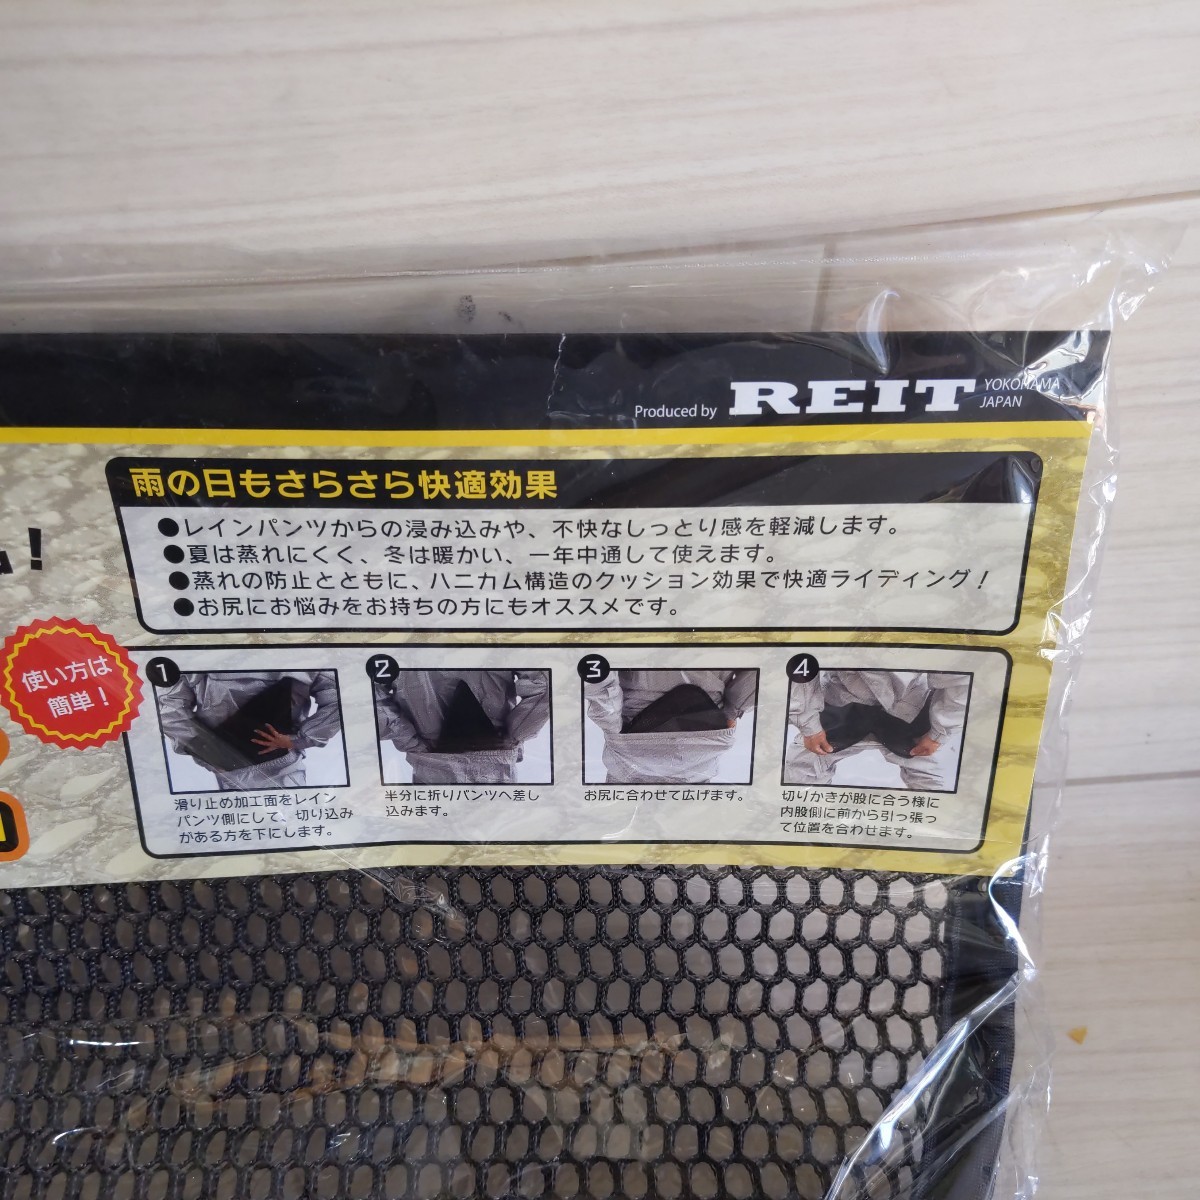 Produced by REIT YOKOHAMA JAPAN
雨の日もさらさら快適効果
●レインパンツからの浸み込みや、不快なしっとり感を軽減します。
●夏は蒸れにくく、冬は暖かい、一年中通して使えます。
●蒸れの防止とともに、ハニカム構造のクッション効果で快適ライディング！
●お尻にお悩みをお持ちの方にもオススメです。
！
使い方は
簡単！
1
滑り止め加工面をレイン
パンツ側にして、切り込み
がある方を下にします。
2
半分に折りパンツへ差し
込みます。
3
お尻に合わせて広げます。
4
切りかきが股に合う様に
内股側に前から引っ張っ
て位置を合わせます。